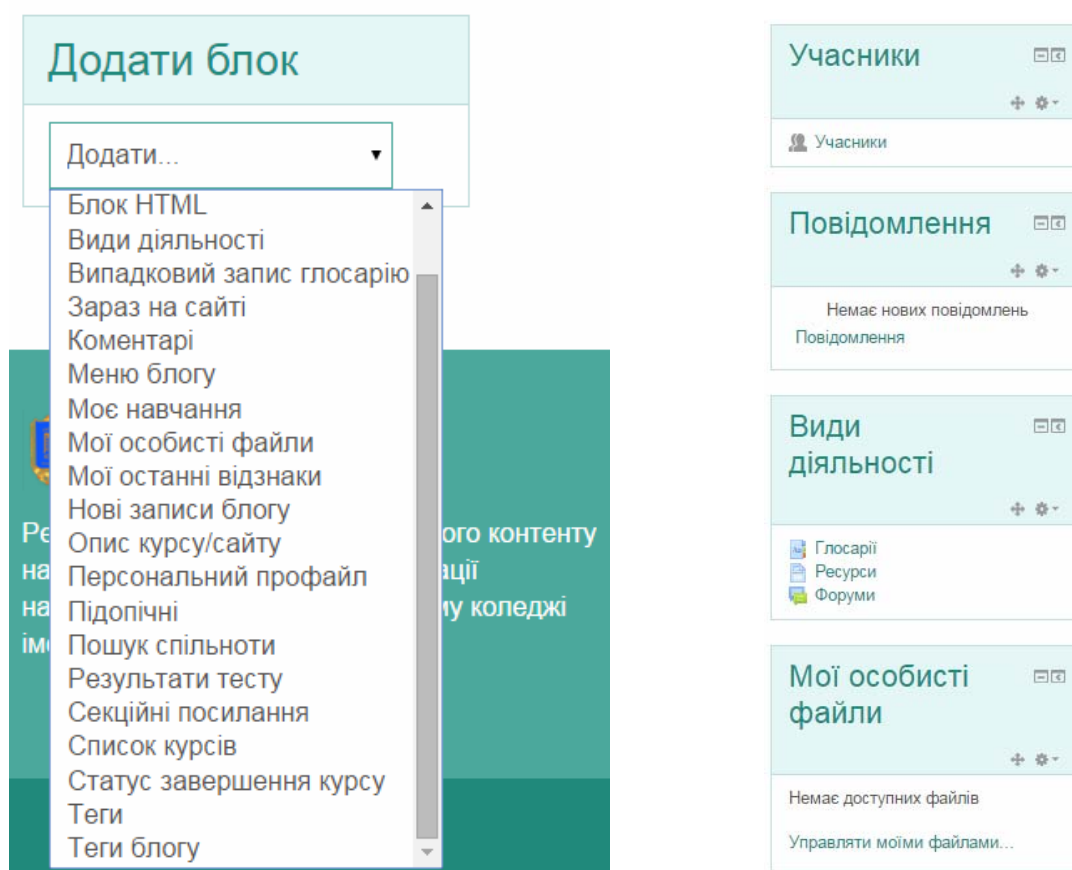 Додати блок
Додати...
Блок HTML
Види діяльності
Випадковий запис глосарію
Зараз на сайті
Коментарі
Меню блогу
Моє навчання
Мої особисті файли
Мої останні відзнаки
Нові записи блогу
Опис курсу/сайту
Персональний профайл
Підопічні
Пошук спільноти
Результати тесту
Секційні посилання
Список курсів
Статус завершення курсу
Теги
Теги блогу
контенту
коледжі
Учасники
Учасники
Повідомлення
Немає нових повідомлень
Повідомлення
Види
діяльності
Глосарії
Ресурси
Форуми
Мої особисті
файли
Немає доступних файлів
Управляти моїми файлами...